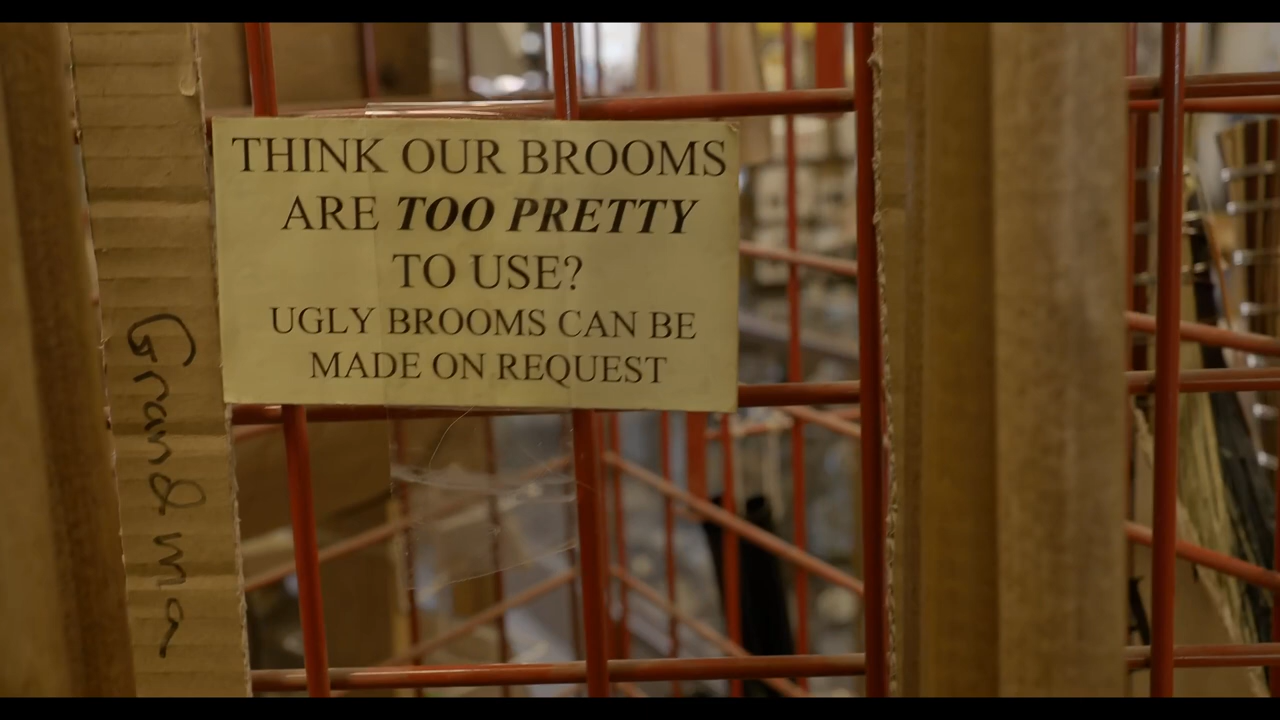 THINK OUR BROOMS
ARE TOO PRETTY
TO USE?
UGLY BROOMS CAN BE
MADE ON REQUEST
Grandma